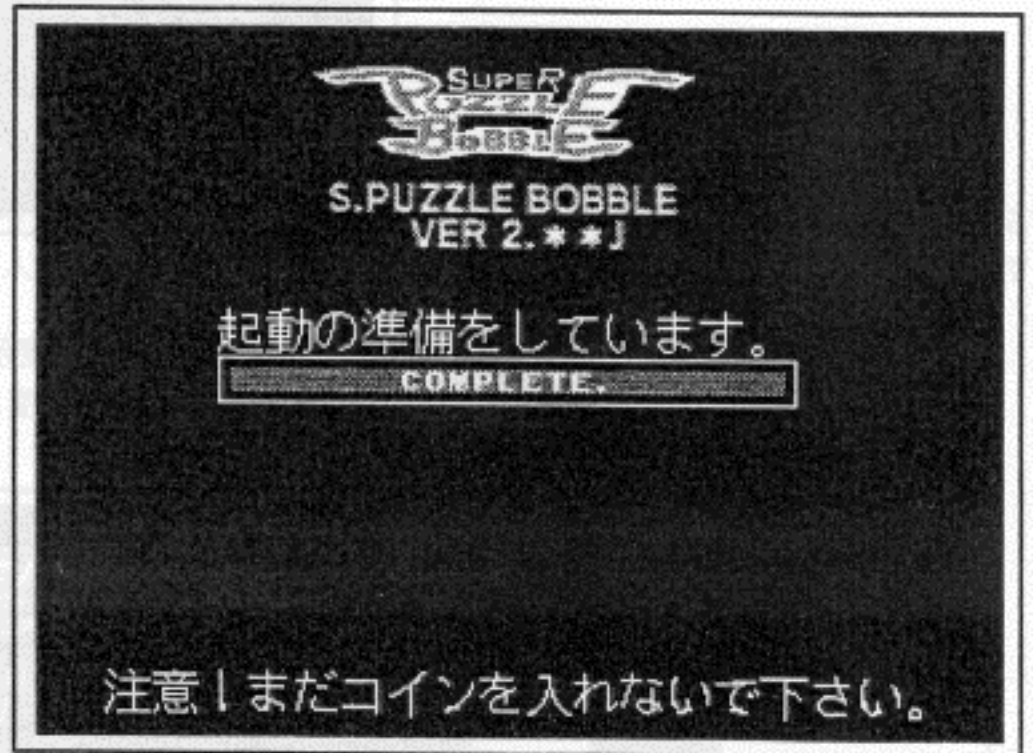 SUPER
PUZZLE
BOBBLE
S.PUZZLE BOBBLE
VER 2.**J
起動の準備をしています。
COMPLETE.
注意!まだコインを入れないで下さい。